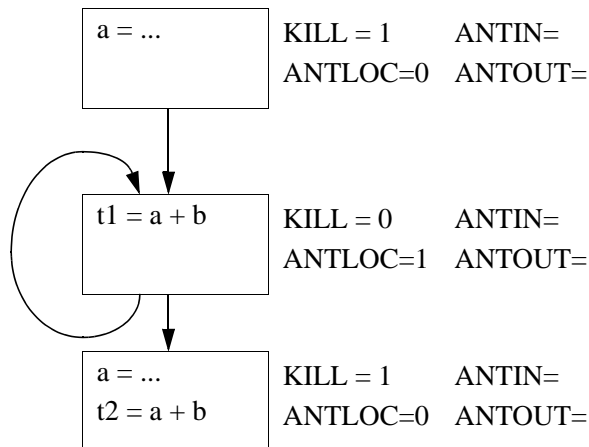 a = ...
KILL = 1 ANTIN=
ANTLOC=0 ANTOUT=
t1 = a + b
KILL = 0 ANTIN=
ANTLOC=1 ANTOUT=
a = ...
KILL = 1 ANTIN=
t2 = a + b
ANTLOC=0 ANTOUT=